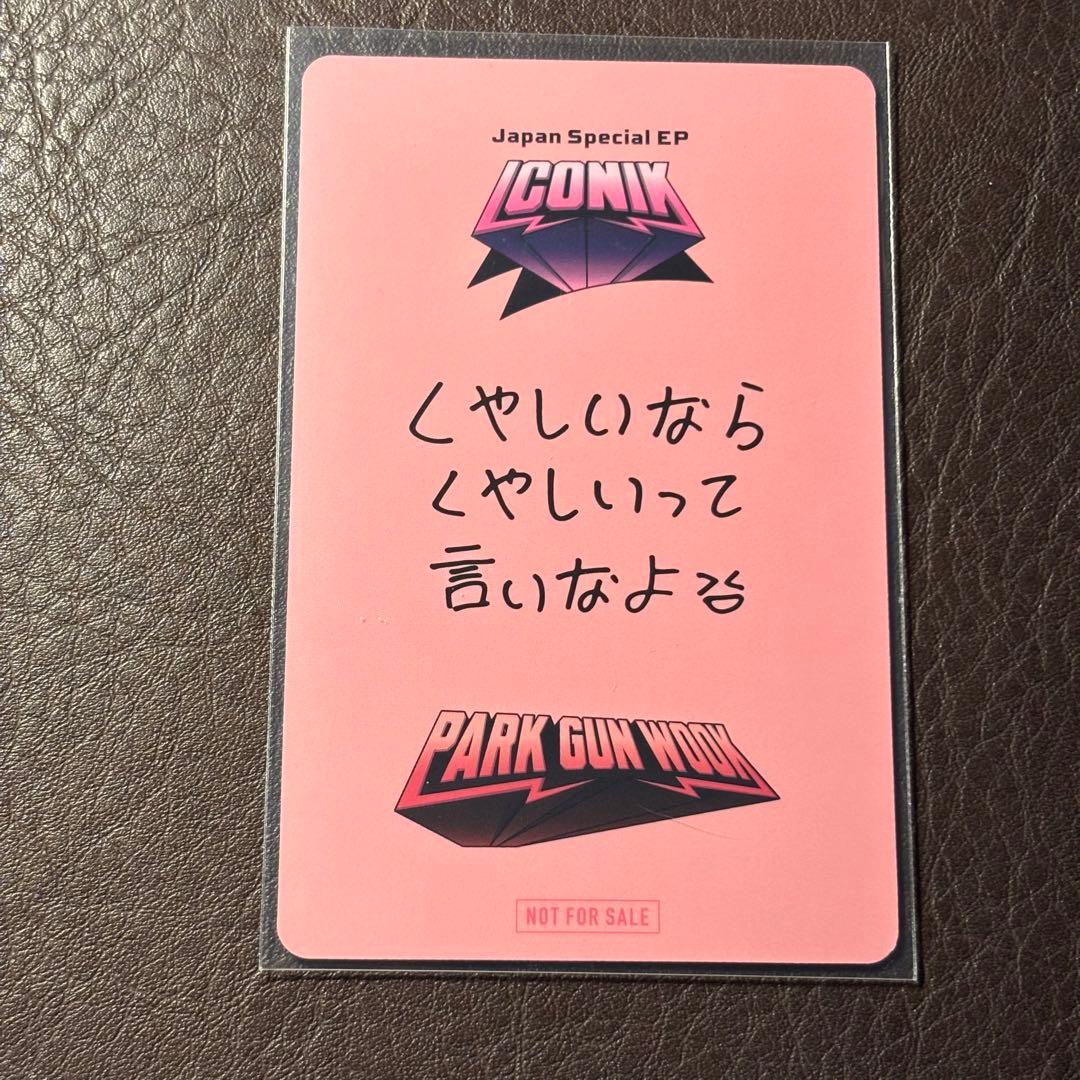 Japan Special EP
ICONIK
くやしいなら
くやしいって
言いなよ
PARK GUN WOOK
NOT FOR SALE